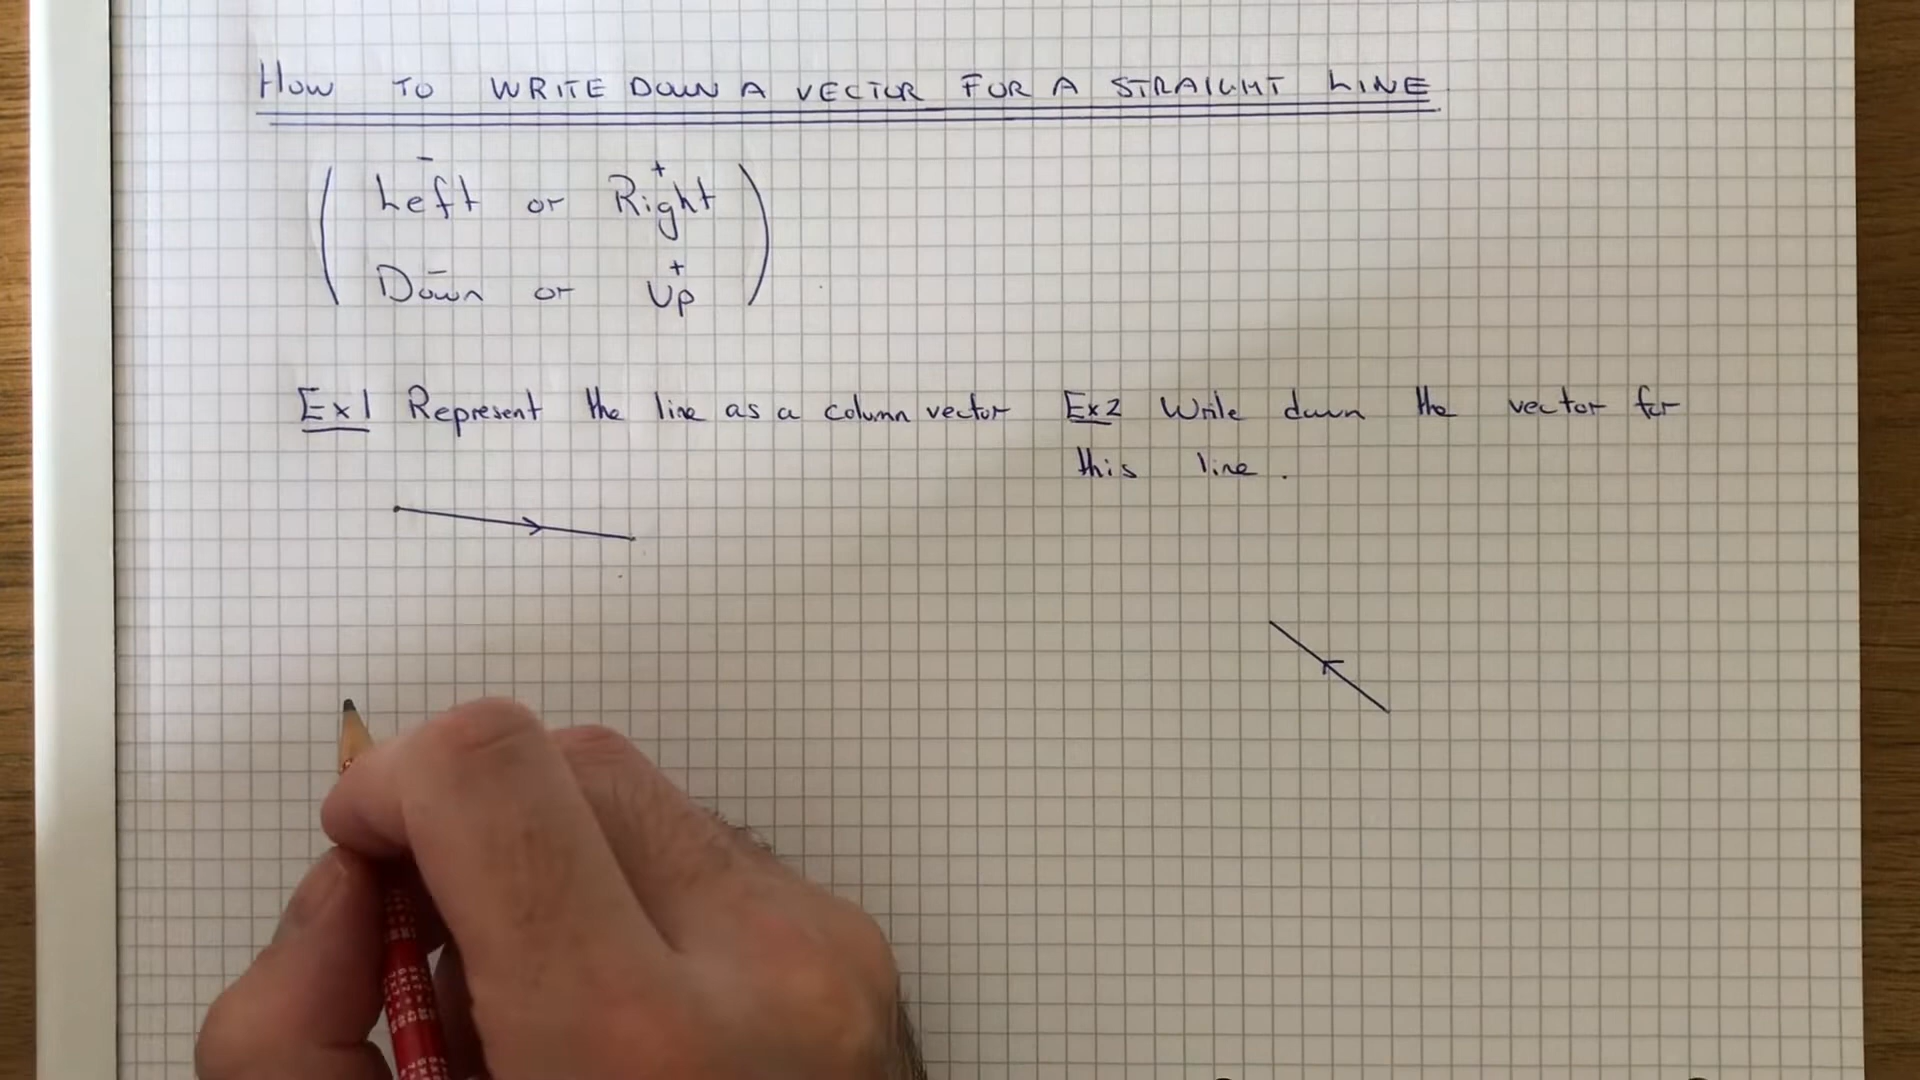 HOW TO WRITE DOWN A VECTOR FOR A STRAIGHT LINE
- +
Left or Right
- +
Down or Up
Ex1 Represent the line as a column vector
Ex2 Write down the vector for
this line.